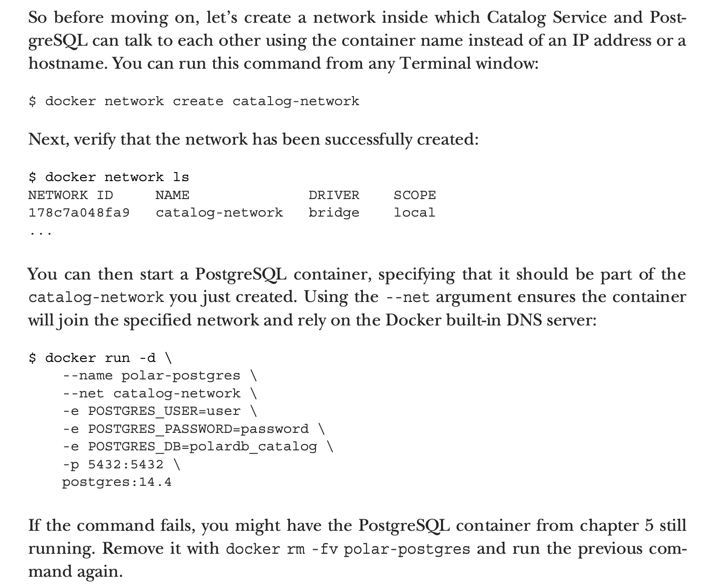 So before moving on, let's create a network inside which Catalog Service and Post-
greSQL can talk to each other using the container name instead of an IP address or a
hostname. You can run this command from any Terminal window:
$ docker network create catalog-network
Next, verify that the network has been successfully created:
$ docker network ls
NETWORK ID     NAME              DRIVER    SCOPE
178c7a048fa9   catalog-network   bridge    local
...
You can then start a PostgreSQL container, specifying that it should be part of the
catalog-network you just created. Using the --net argument ensures the container
will join the specified network and rely on the Docker built-in DNS server:
$ docker run -d \
    --name polar-postgres \
    --net catalog-network \
    -e POSTGRES_USER=user \
    -e POSTGRES_PASSWORD=password \
    -e POSTGRES_DB=polardb_catalog \
    -p 5432:5432 \
    postgres:14.4
If the command fails, you might have the PostgreSQL container from chapter 5 still
running. Remove it with docker rm -fv polar-postgres and run the previous com-
mand again.